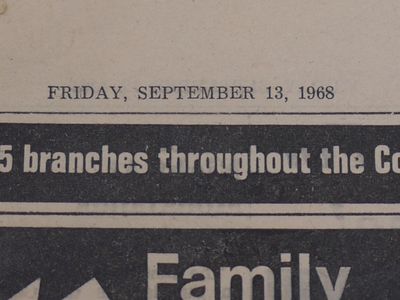 FRIDAY, SEPTEMBER 13, 1968
5 branches throughout the Co
Family